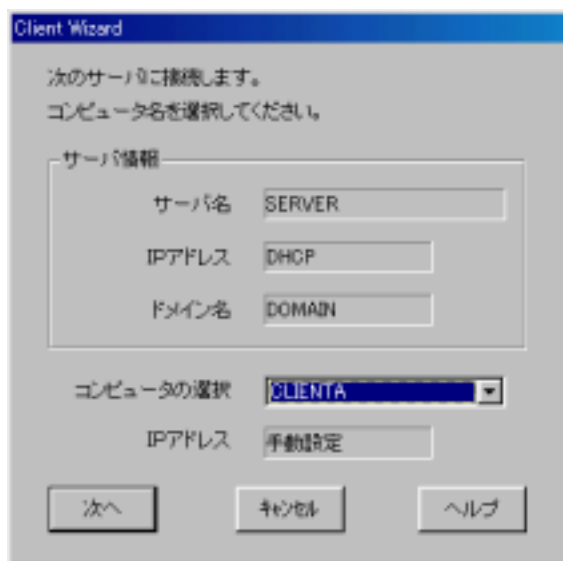 Client Wizard
次のサーバに接続します。
コンピュータ名を選択してください。
サーバ情報
サーバ名 SERVER
IPアドレス DHCP
ドメイン名 DOMAIN
コンピュータの選択 CLIENTA
IPアドレス 手動設定
次へ キャンセル ヘルプ